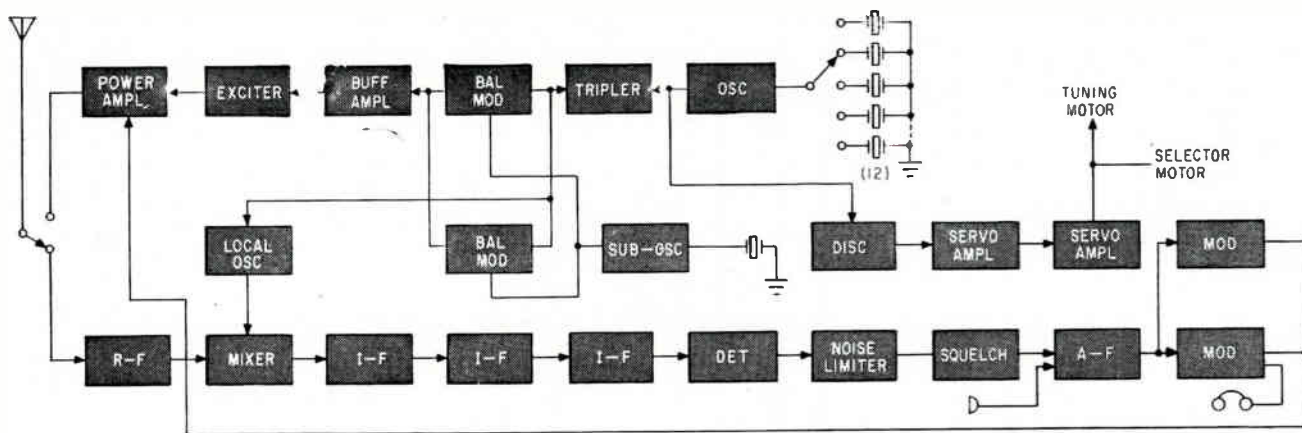 POWER
AMPL
EXCITER
BUFF
AMPL
BAL
MOD
TRIPLER
OSC
(12)
TUNING
MOTOR
SELECTOR
MOTOR
LOCAL
OSC
BAL
MOD
SUB-OSC
DISC
SERVO
AMPL
SERVO
AMPL
MOD
R-F
MIXER
I-F
I-F
I-F
DET
NOISE
LIMITER
SQUELCH
A-F
MOD